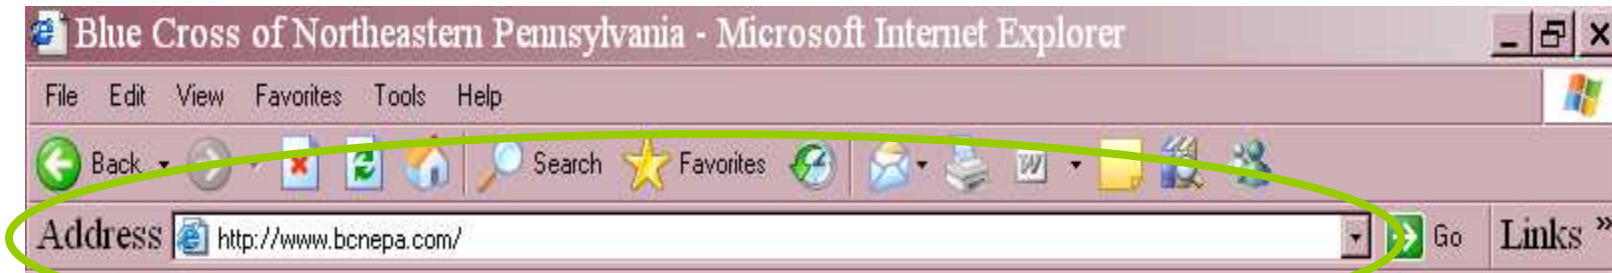 Blue Cross of Northeastern Pennsylvania - Microsoft Internet Explorer
File Edit View Favorites Tools Help
Back Search Favorites W
Address http://www.bcnepa.com/ Go Links »